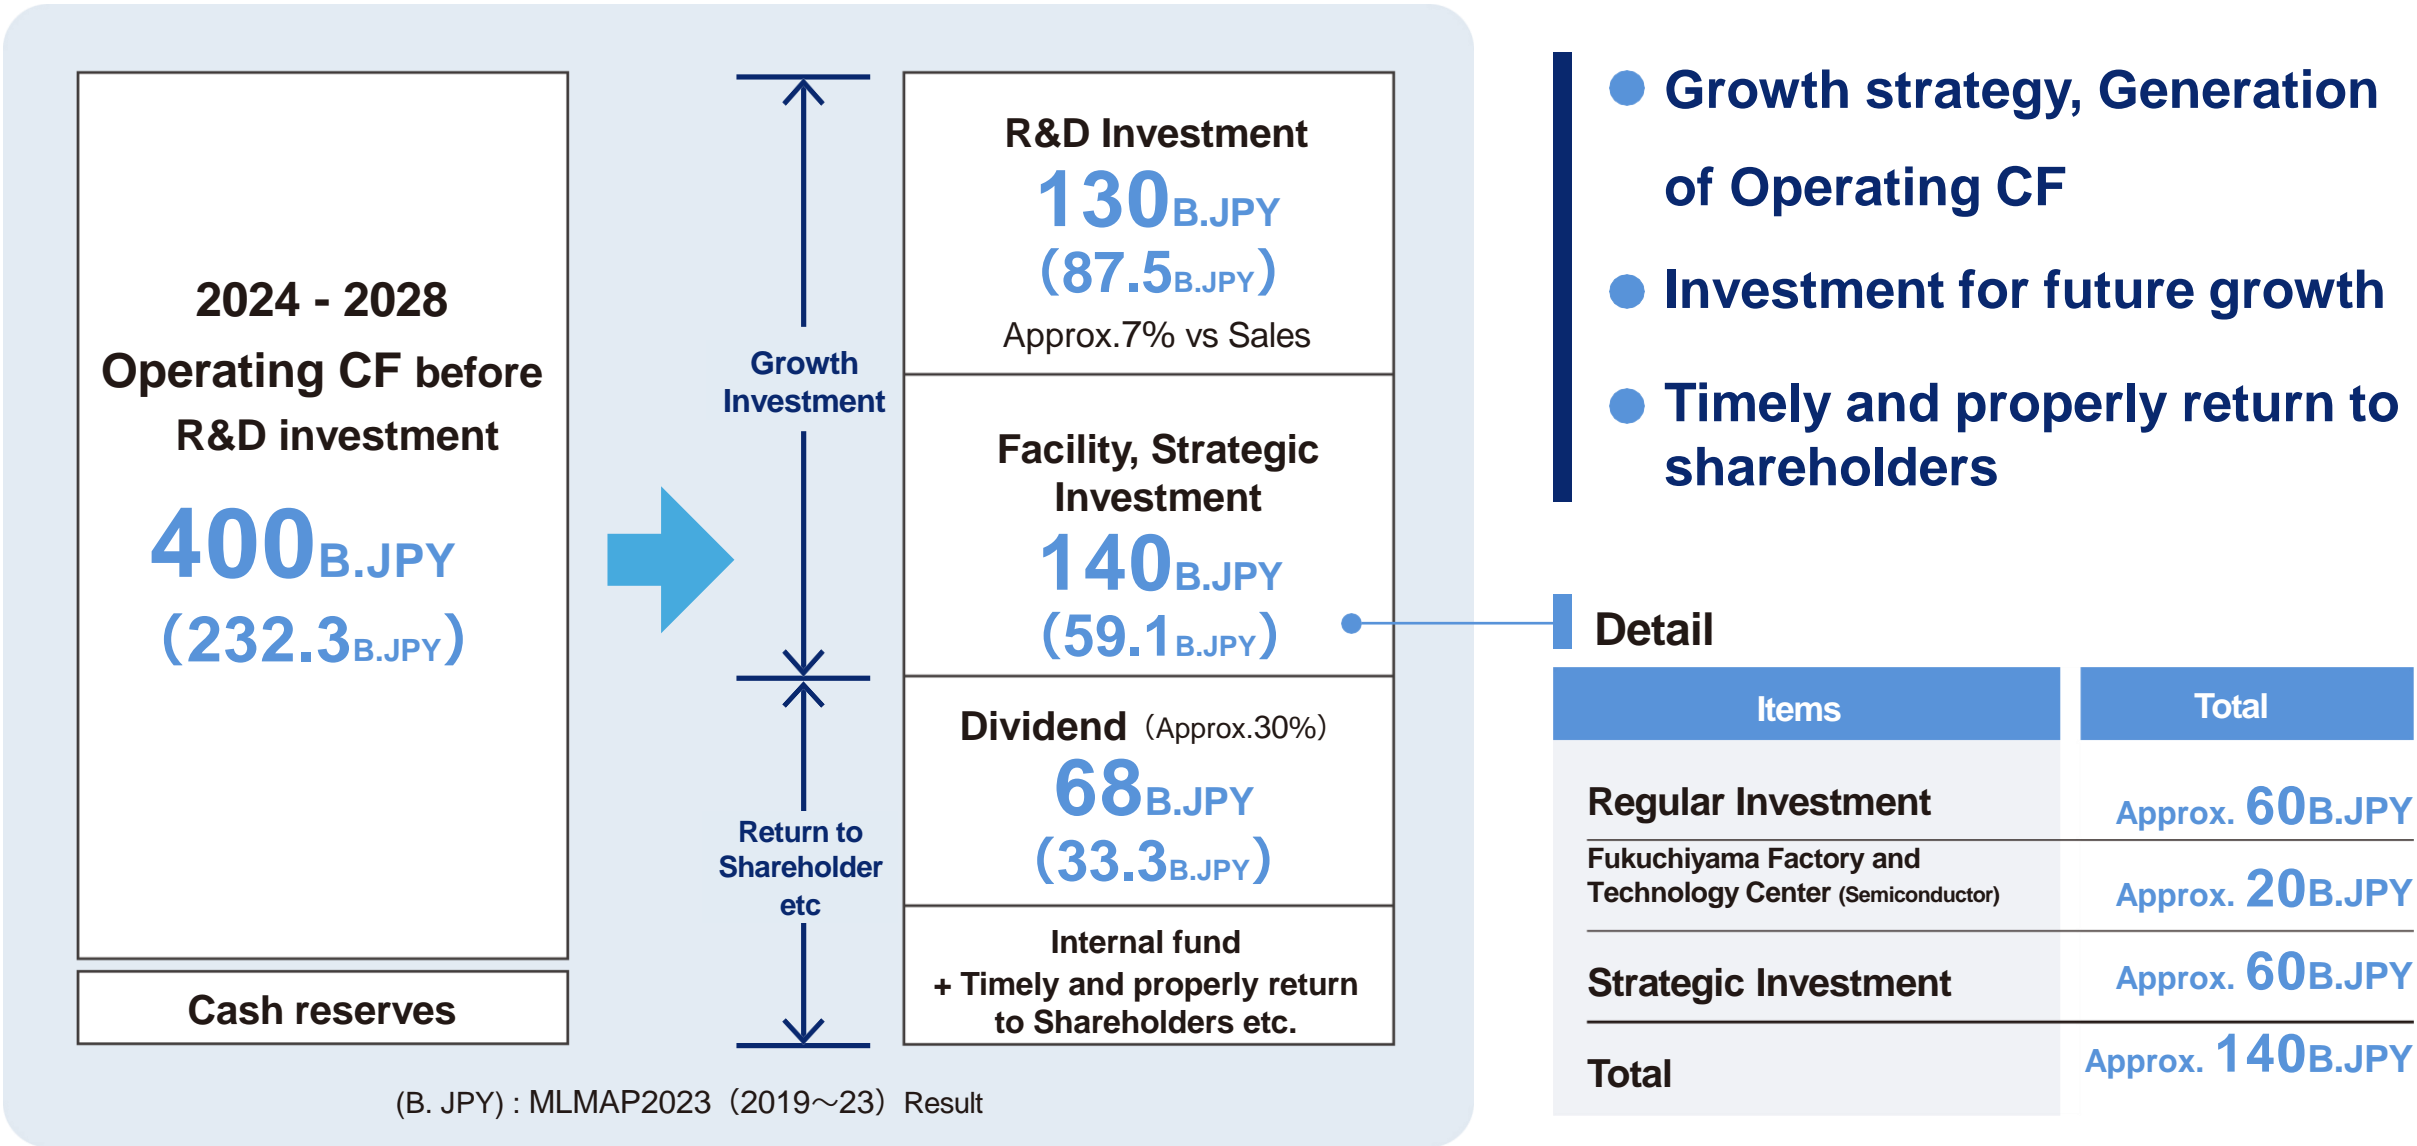 2024 - 2028
Operating CF before
R&D investment
400B.JPY
（232.3B.JPY）
Cash reserves
Growth
Investment
Return to
Shareholder
etc
R&D Investment
130B.JPY
（87.5B.JPY）
Approx.7% vs Sales
Facility, Strategic
Investment
140B.JPY
（59.1B.JPY）
Dividend（Approx.30%）
68B.JPY
（33.3B.JPY）
Internal fund
+ Timely and properly return
to Shareholders etc.
(B. JPY) : MLMAP2023（2019～23）Result
Growth strategy, Generation
of Operating CF
Investment for future growth
Timely and properly return to
shareholders
Detail
Items Total
Regular Investment Approx. 60B.JPY
Fukuchiyama Factory and
Technology Center (Semiconductor) Approx. 20B.JPY
Strategic Investment Approx. 60B.JPY
Total Approx. 140B.JPY